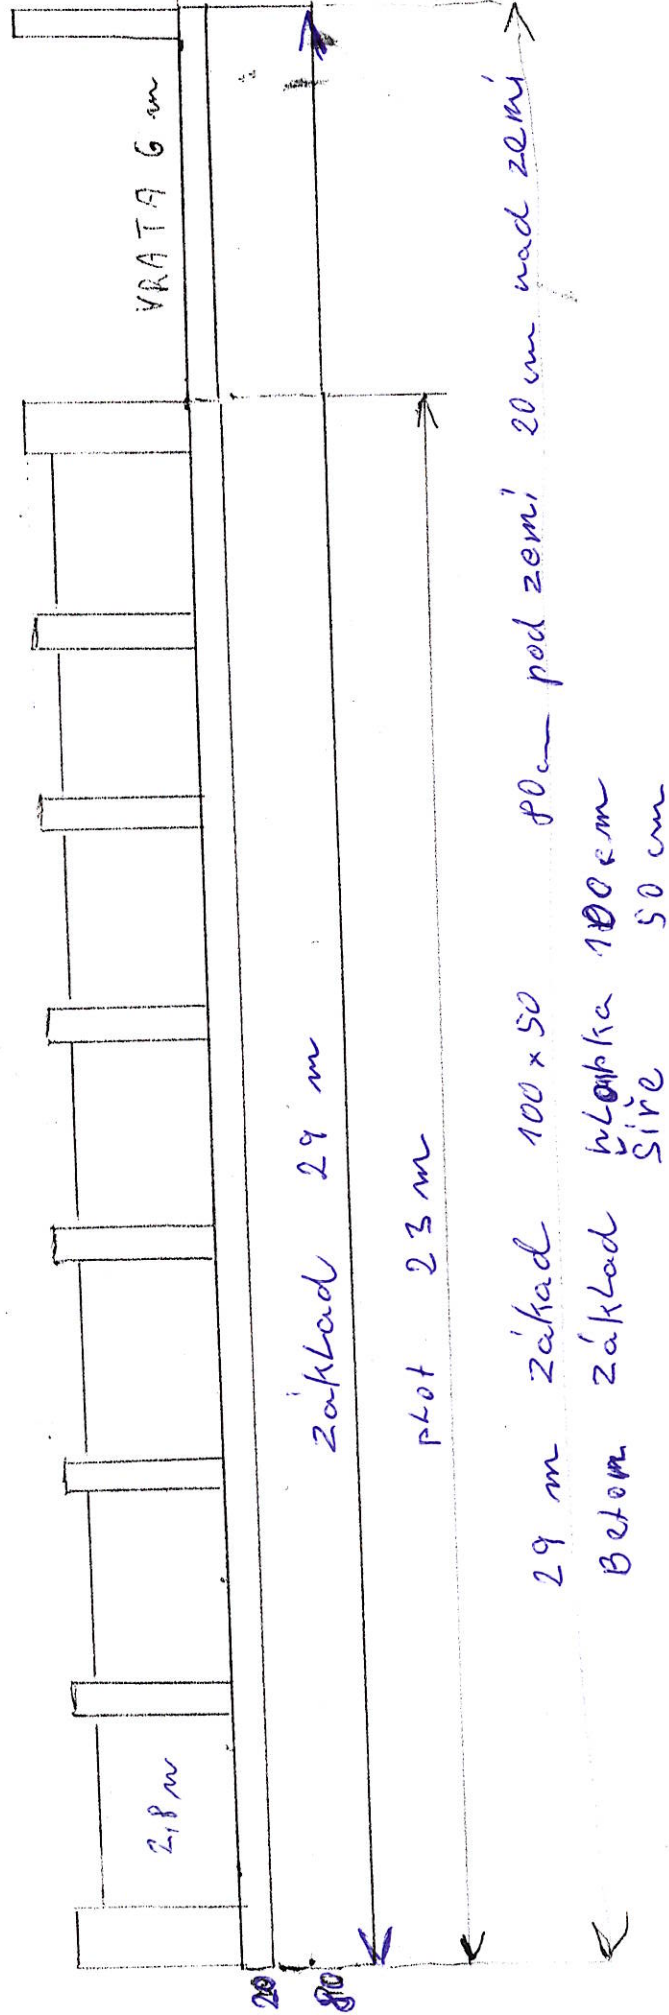 VRATA 6 m
2,8 m
20
80
základ 29 m
plot 23 m
29 m zákad 100 x 50 80 cm pod zemí 20 cm nad zemí
Beton základ hloubka 100 cm
šíře 50 cm